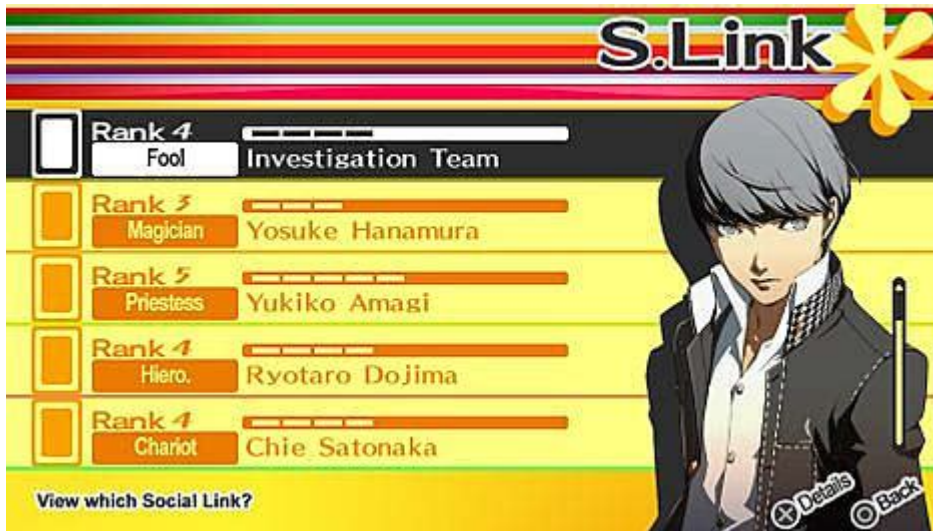 S.Link
Rank 4
Fool Investigation Team
Rank 3
Magician Yosuke Hanamura
Rank 5
Priestess Yukiko Amagi
Rank 4
Hiero. Ryotaro Dojima
Rank 4
Chariot Chie Satonaka
View which Social Link?
Details
Back